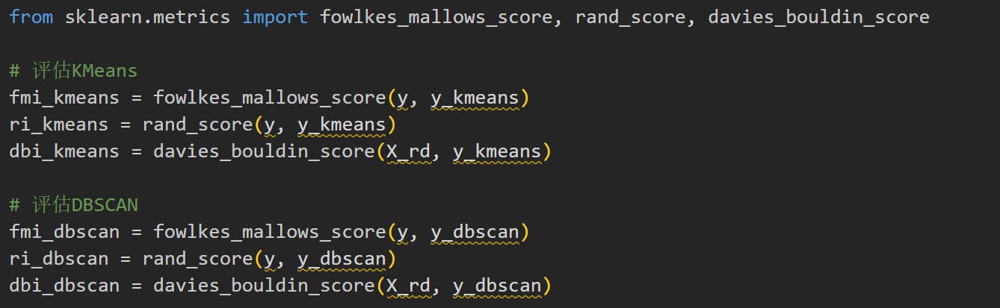 from sklearn.metrics import fowlkes_mallows_score, rand_score, davies_bouldin_score
# 评估KMeans
fmi_kmeans = fowlkes_mallows_score(y, y_kmeans)
ri_kmeans = rand_score(y, y_kmeans)
dbi_kmeans = davies_bouldin_score(X_rd, y_kmeans)
# 评估DBSCAN
fmi_dbscan = fowlkes_mallows_score(y, y_dbscan)
ri_dbscan = rand_score(y, y_dbscan)
dbi_dbscan = davies_bouldin_score(X_rd, y_dbscan)